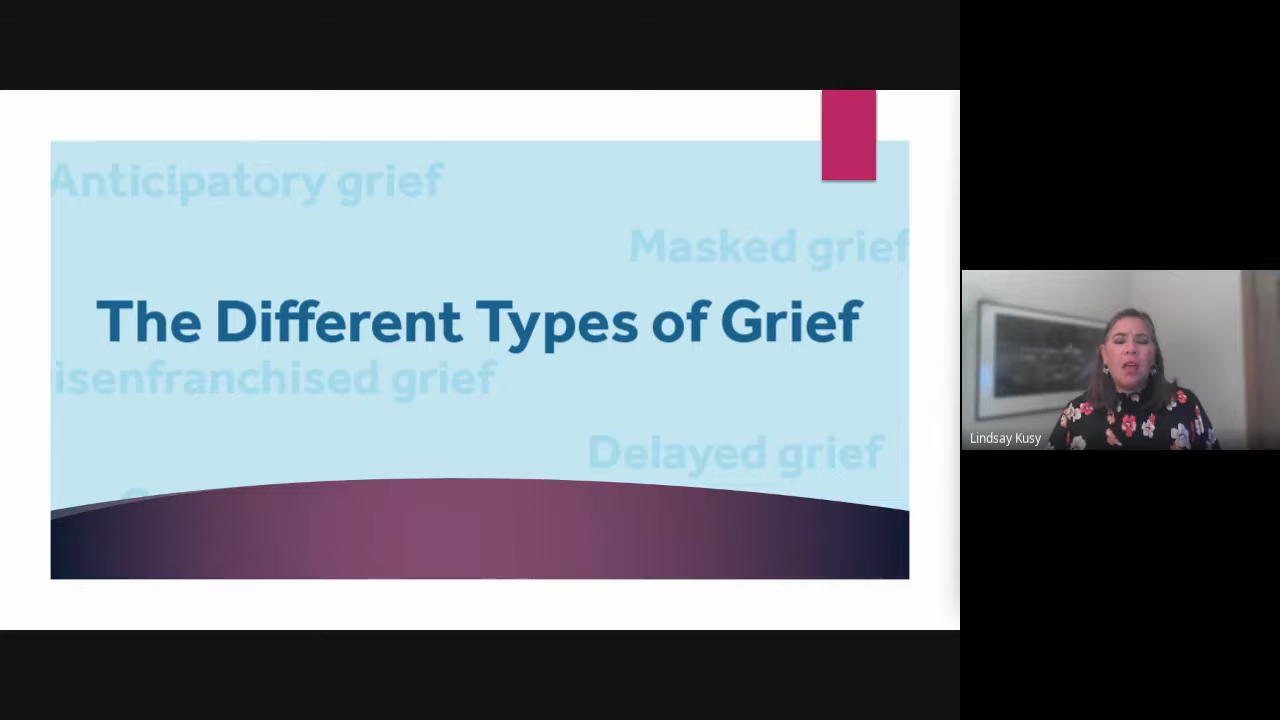 Anticipatory grief
Masked grief
The Different Types of Grief
isenfranchised grief
Delayed grief
Lindsay Kusy